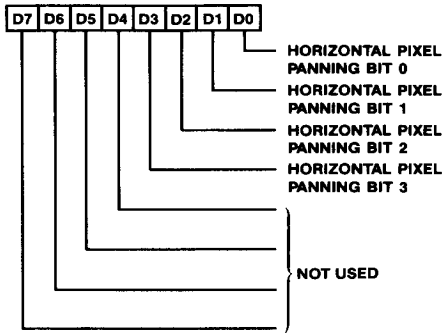 D7 D6 D5 D4 D3 D2 D1 D0
HORIZONTAL PIXEL
PANNING BIT 0
HORIZONTAL PIXEL
PANNING BIT 1
HORIZONTAL PIXEL
PANNING BIT 2
HORIZONTAL PIXEL
PANNING BIT 3
NOT USED